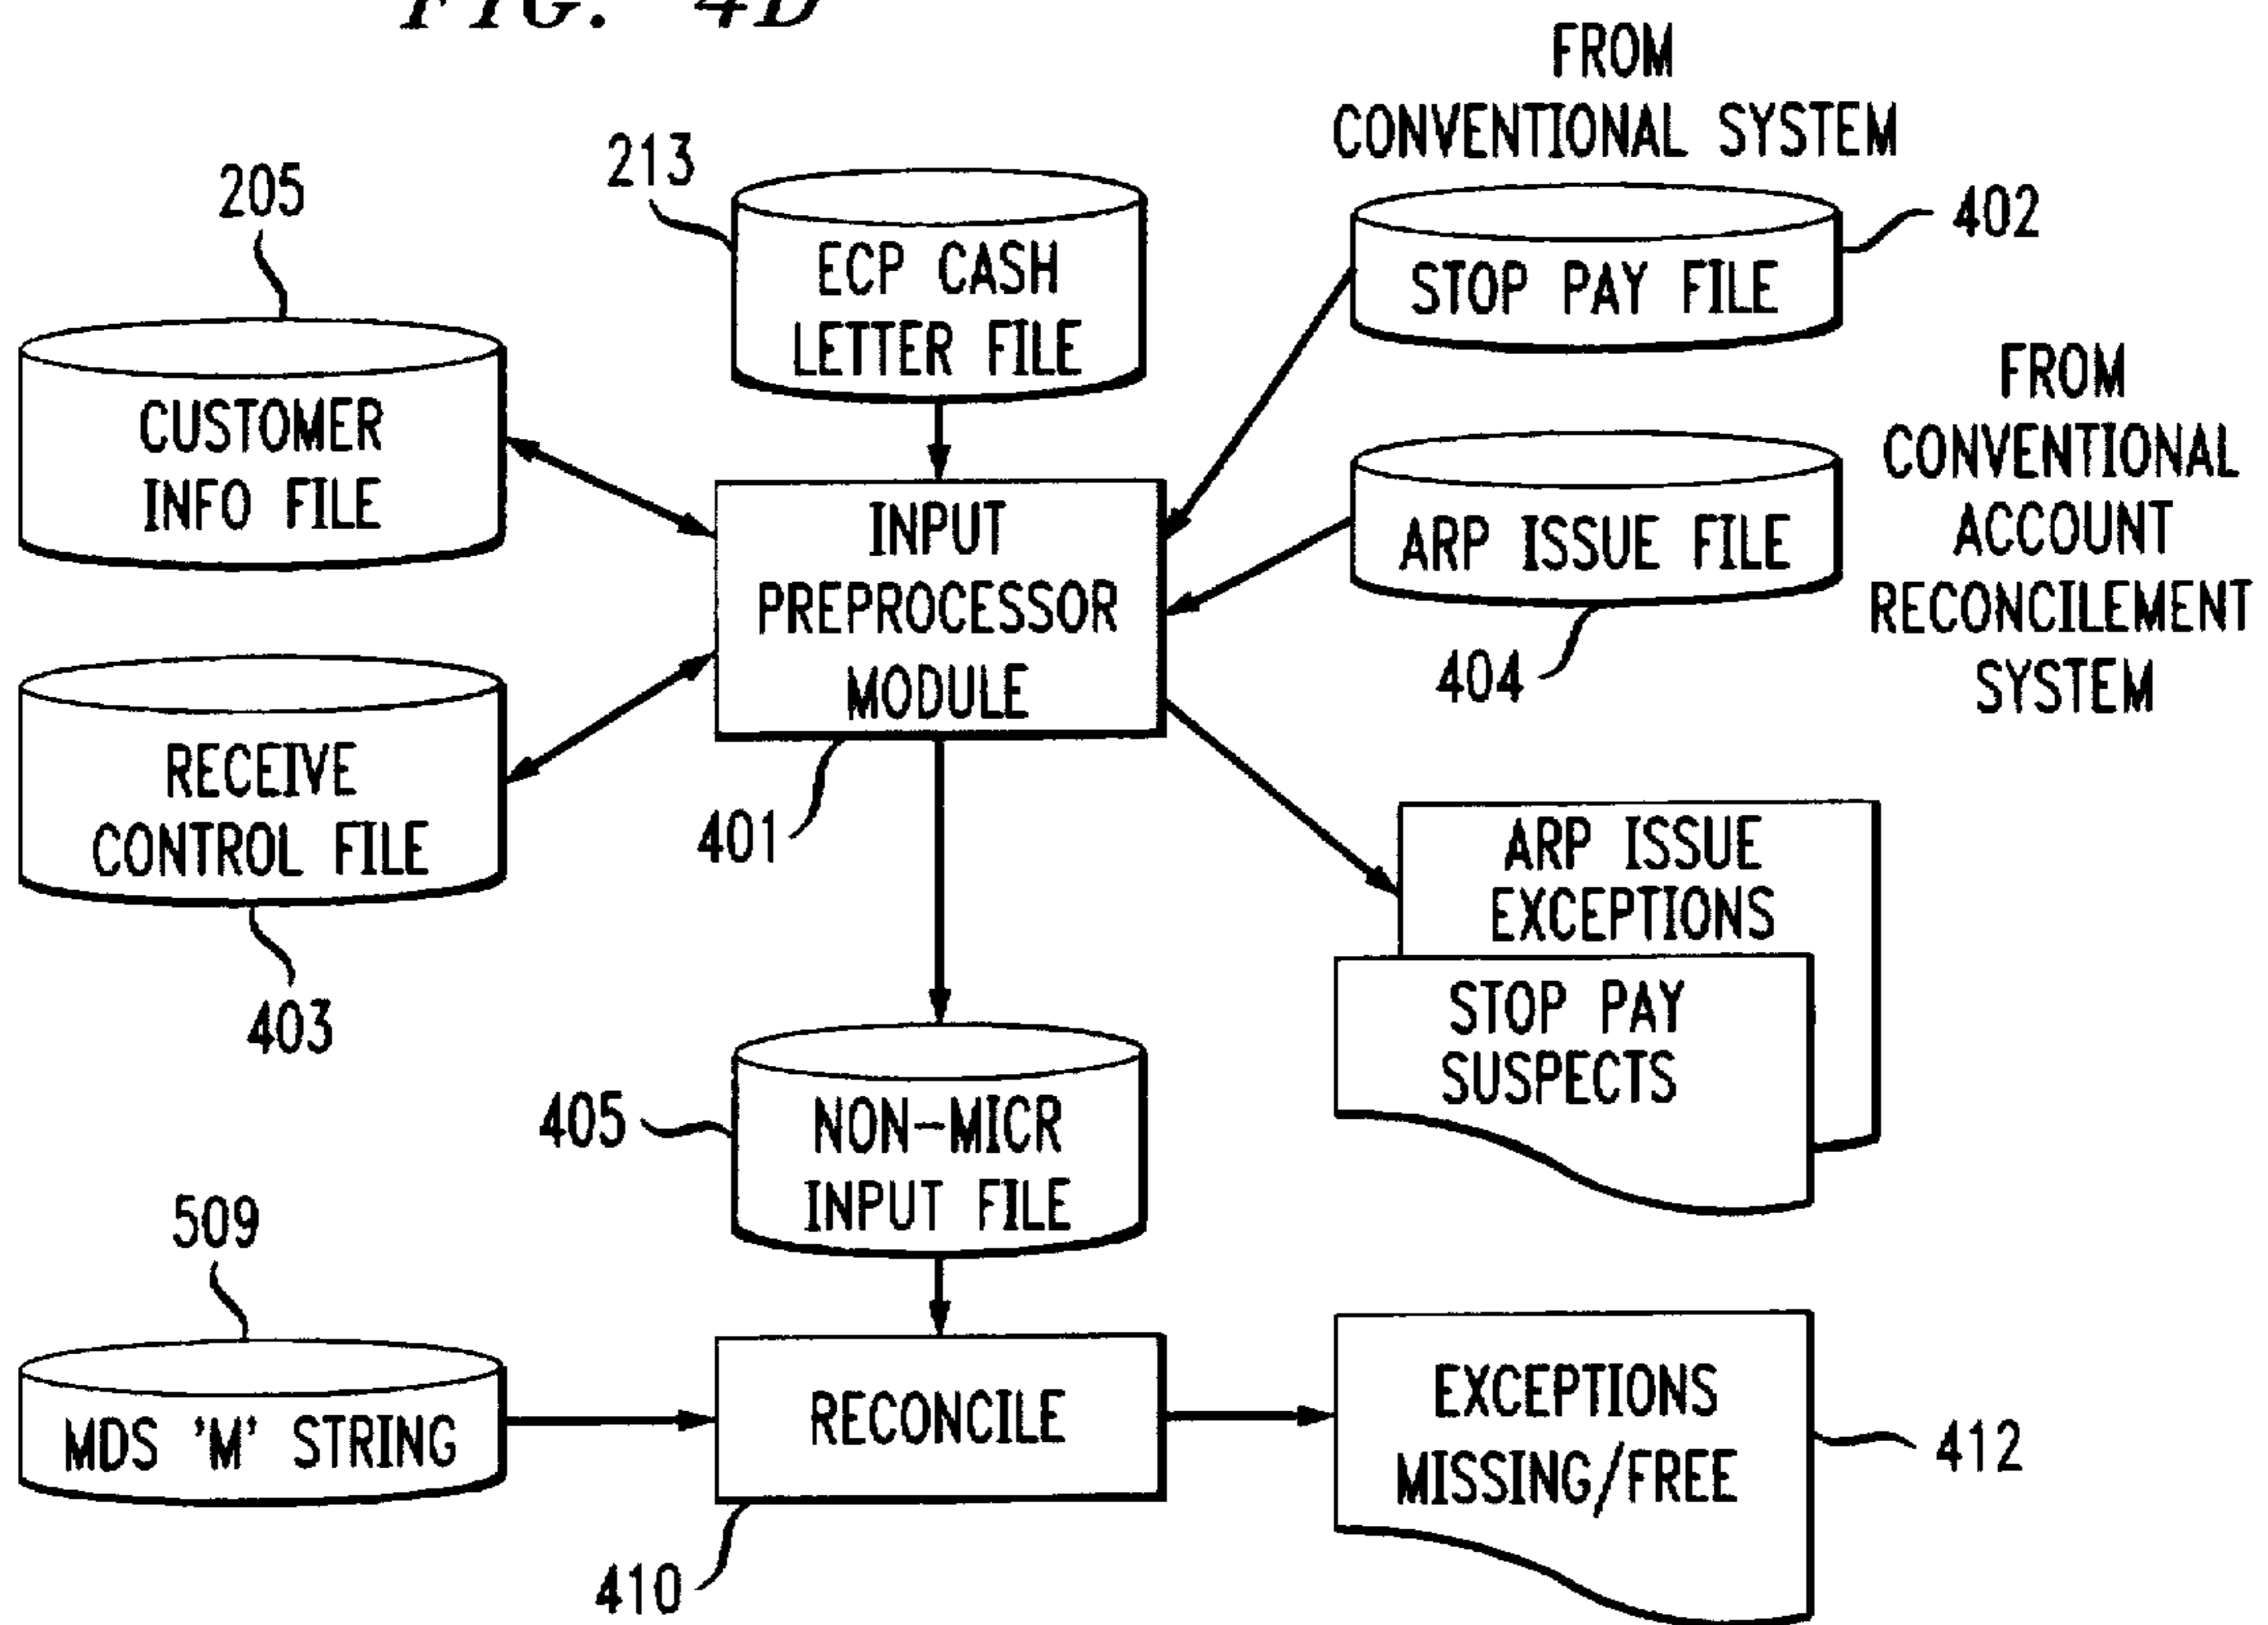 FIG. 4B
FROM
CONVENTIONAL SYSTEM
213
205
402
ECP CASH
LETTER FILE
STOP PAY FILE
CUSTOMER
INFO FILE
FROM
CONVENTIONAL
ACCOUNT
RECONCILEMENT
SYSTEM
INPUT
PREPROCESSOR
MODULE
ARP ISSUE FILE
404
RECEIVE
CONTROL FILE
401
403
ARP ISSUE
EXCEPTIONS
STOP PAY
SUSPECTS
405
NON-MICR
INPUT FILE
509
MDS 'M' STRING
RECONCILE
EXCEPTIONS
MISSING/FREE
412
410